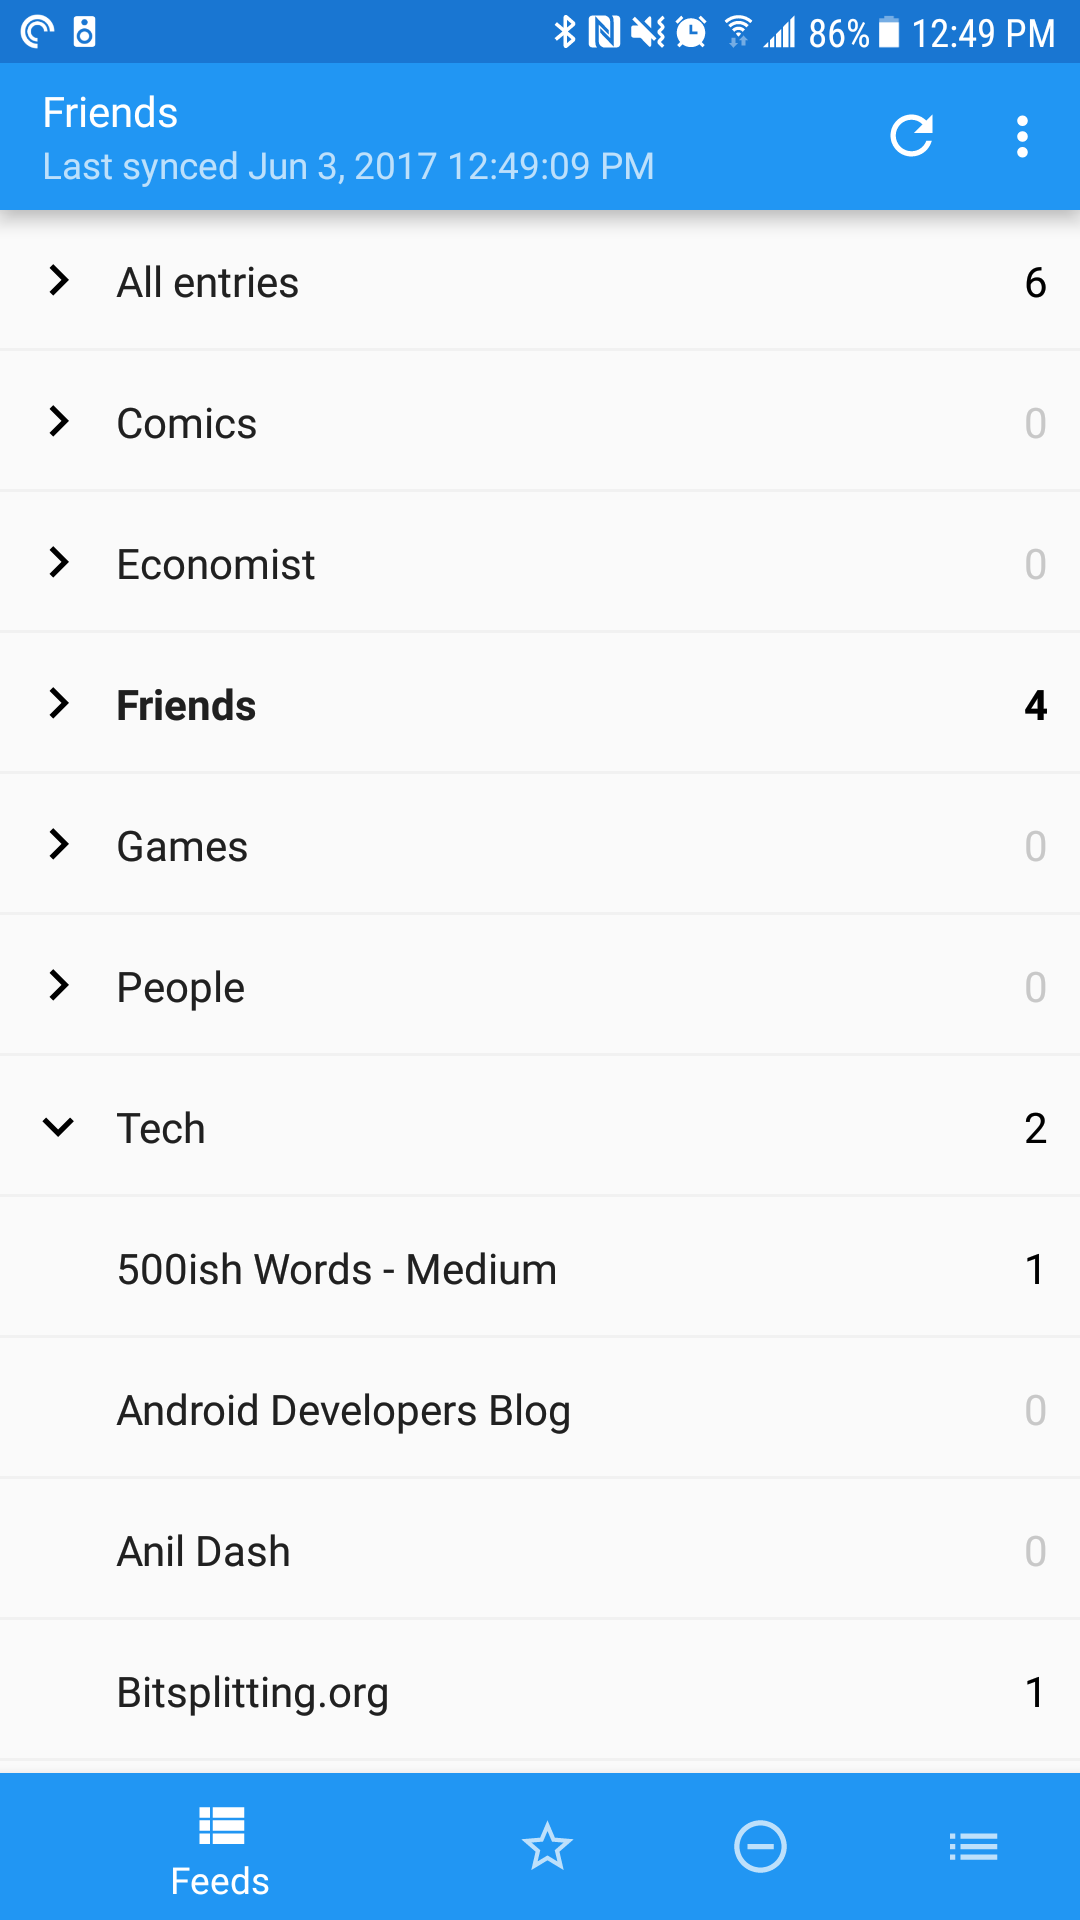 86% 12:49 PM
Friends
Last synced Jun 3, 2017 12:49:09 PM
All entries 6
Comics 0
Economist 0
Friends 4
Games 0
People 0
Tech 2
500ish Words - Medium 1
Android Developers Blog 0
Anil Dash 0
Bitsplitting.org 1
Feeds